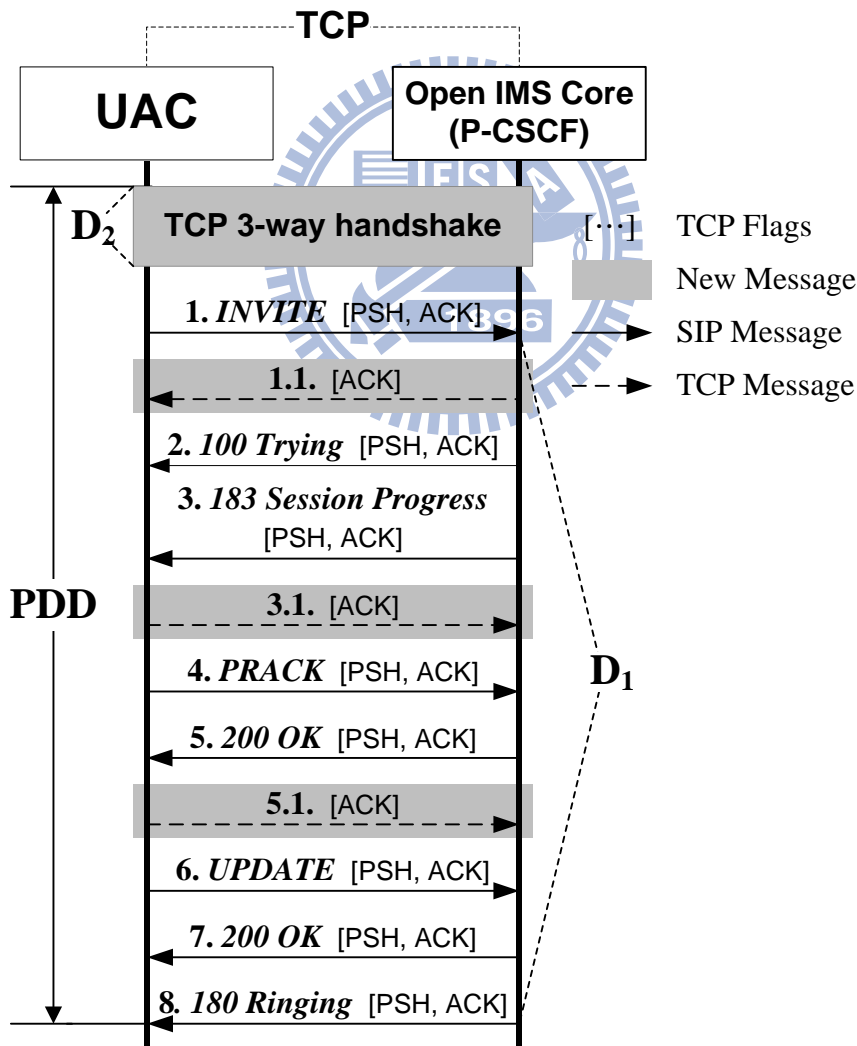 TCP
UAC
Open IMS Core
(P-CSCF)
ESA
D2
TCP 3-way handshake
[⋯] TCP Flags
New Message
1. INVITE [PSH, ACK]
1896
SIP Message
1.1. [ACK]
TCP Message
2. 100 Trying [PSH, ACK]
3. 183 Session Progress
[PSH, ACK]
PDD
3.1. [ACK]
4. PRACK [PSH, ACK]
D1
5. 200 OK [PSH, ACK]
5.1. [ACK]
6. UPDATE [PSH, ACK]
7. 200 OK [PSH, ACK]
8. 180 Ringing [PSH, ACK]